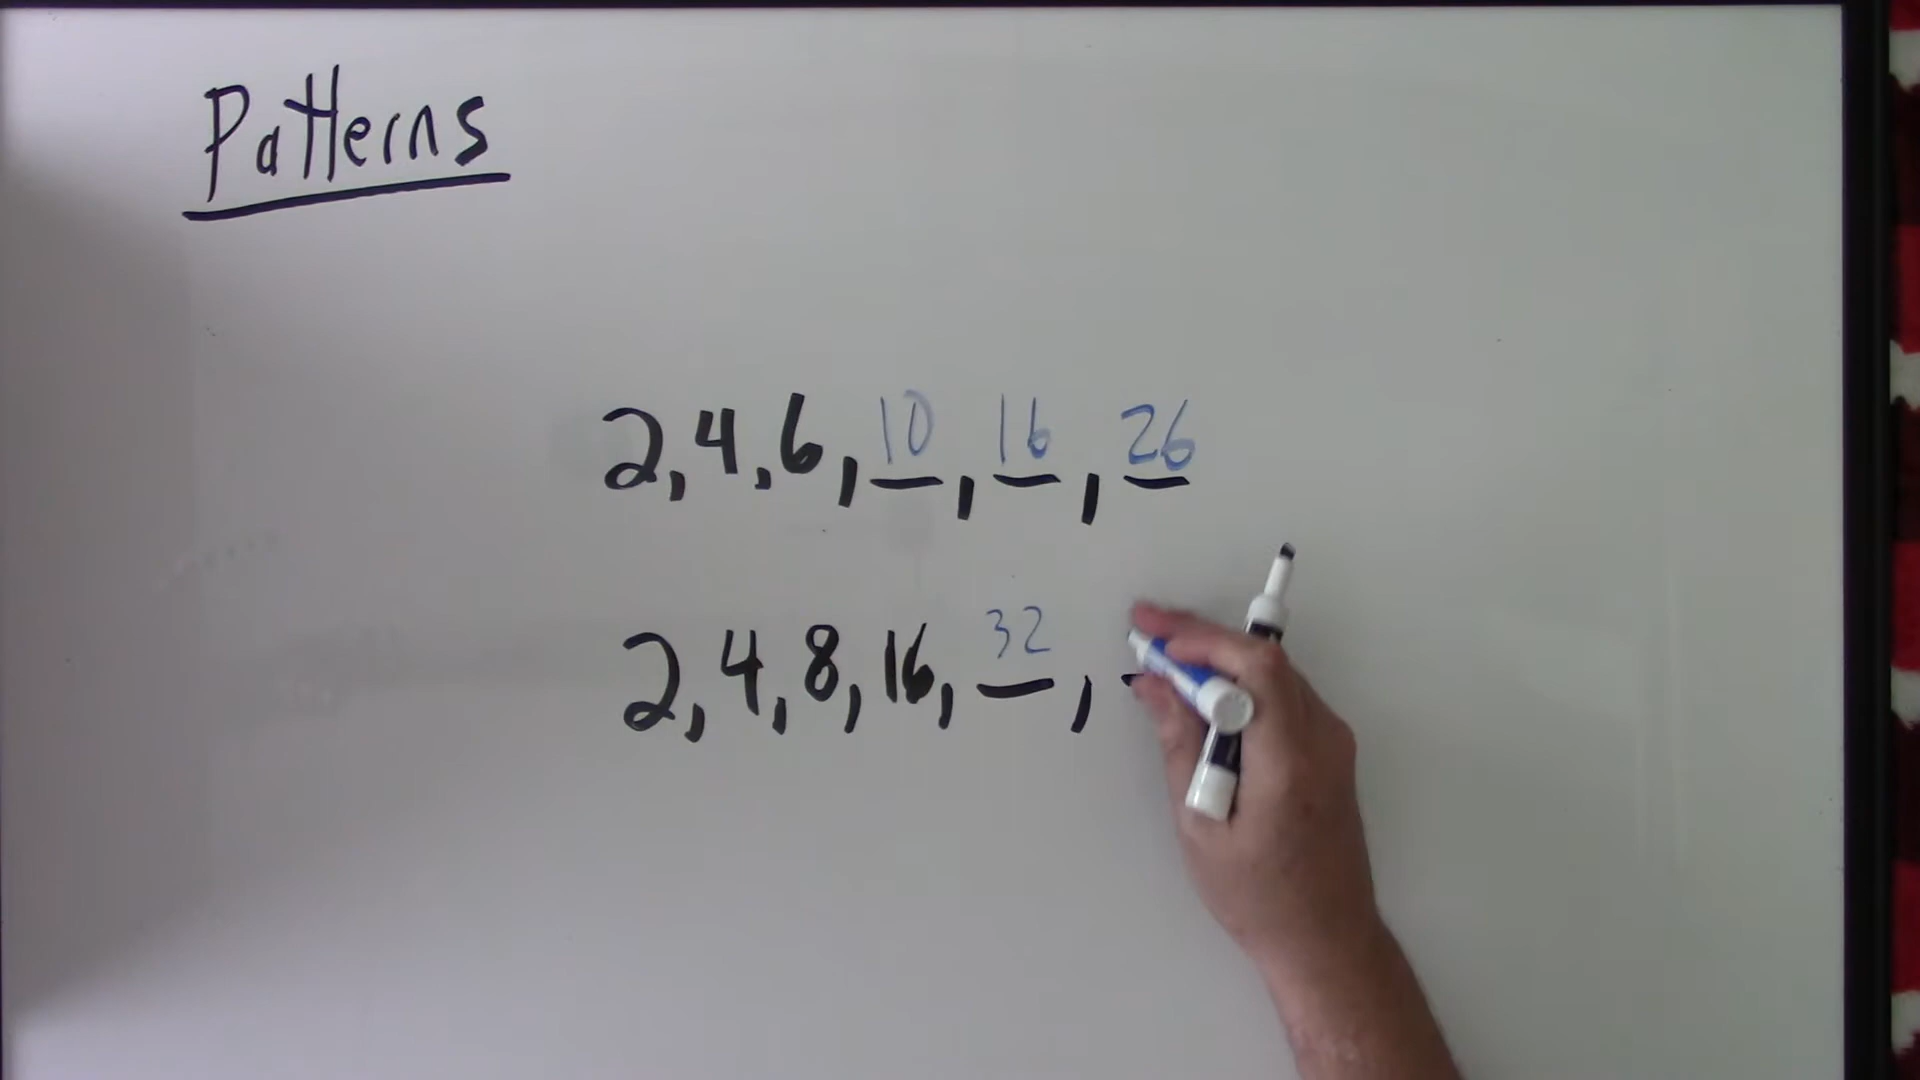 Patterns
2, 4, 6, 10, 16, 26
2, 4, 8, 16, 32,